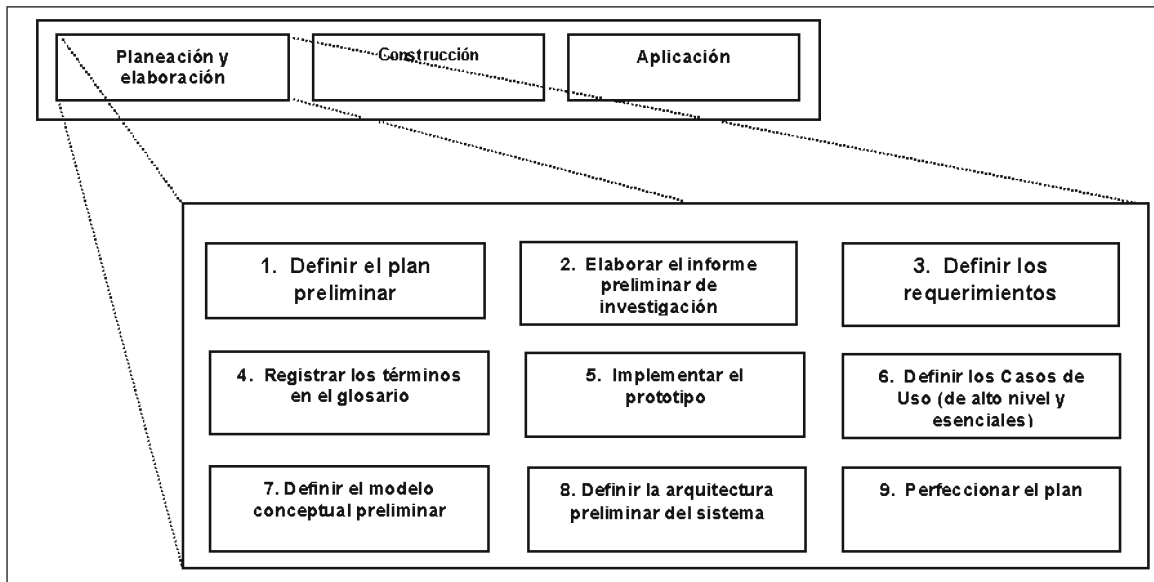 Planeación y
elaboración
Construcción
Aplicación
1. Definir el plan
preliminar
2. Elaborar el informe
preliminar de
investigación
3. Definir los
requerimientos
4. Registrar los términos
en el glosario
5. Implementar el
prototipo
6. Definir los Casos de
Uso (de alto nivel y
esenciales)
7. Definir el modelo
conceptual preliminar
8. Definir la arquitectura
preliminar del sistema
9. Perfeccionar el plan